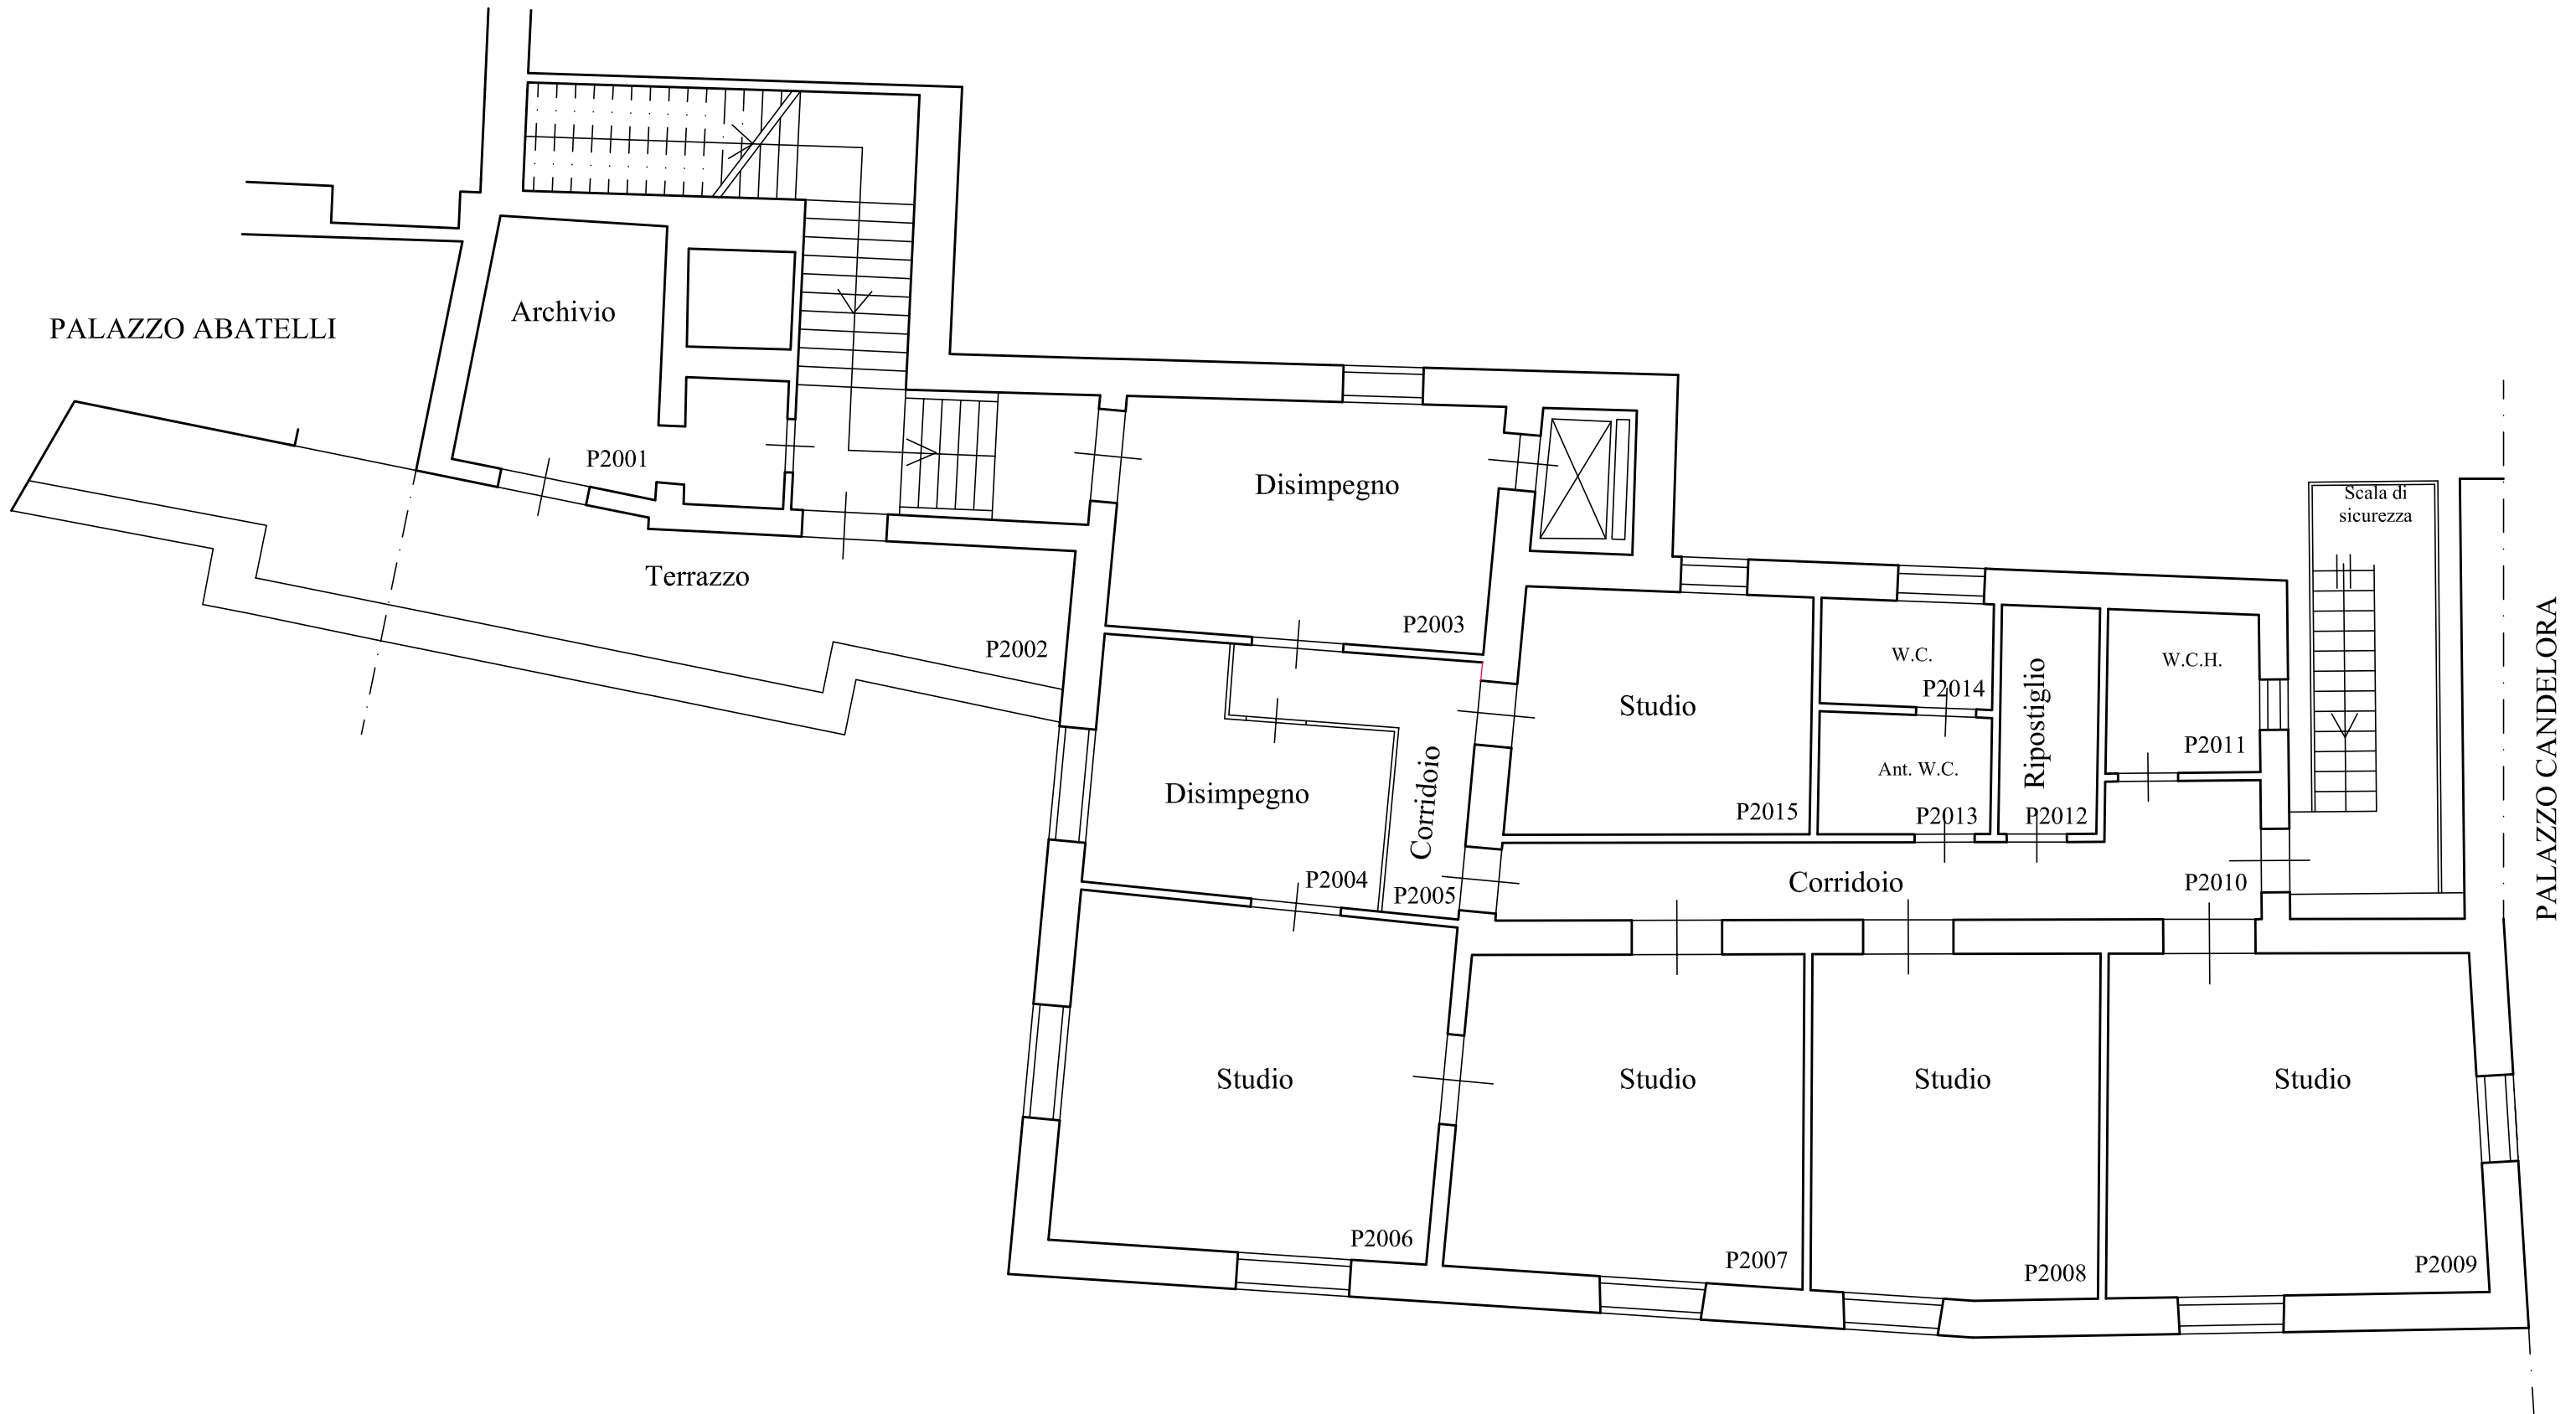 PALAZZO ABATELLI
Archivio
P2001
Terrazzo
P2002
Disimpegno
P2003
Disimpegno
P2004
Corridoio
P2005
Studio
P2006
Studio
P2007
Studio
P2008
Studio
P2009
Corridoio
P2010
W.C.H.
P2011
Ripostiglio
P2012
Ant. W.C.
P2013
W.C.
P2014
Studio
P2015
Scala di
sicurezza
PALAZZO CANDELORA